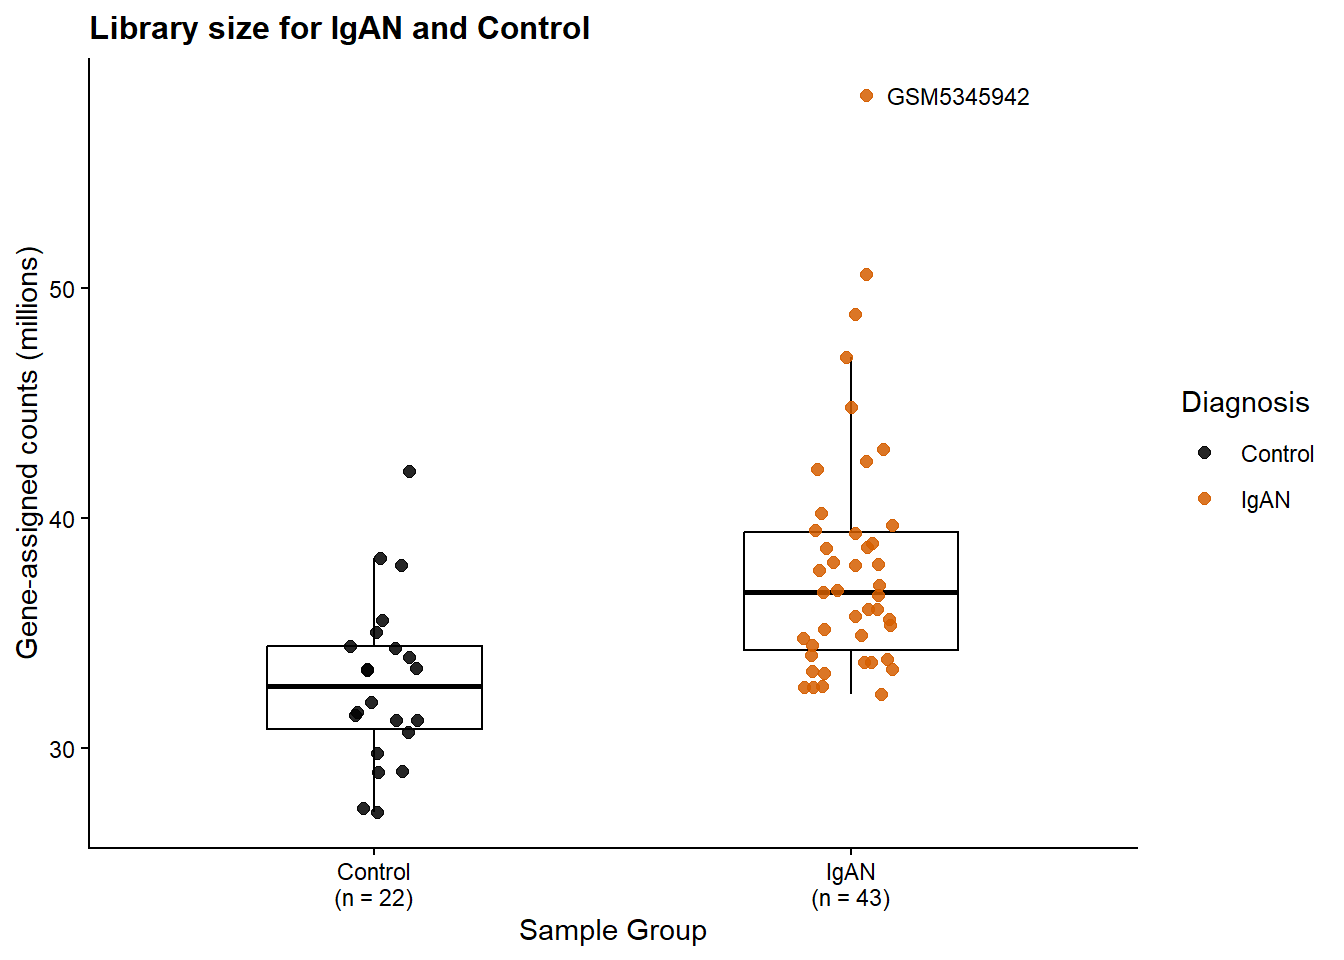 Library size for IgAN and Control
GSM5345942
Gene-assigned counts (millions)
50
40
30
Control
(n = 22)
IgAN
(n = 43)
Sample Group
Diagnosis
Control
IgAN